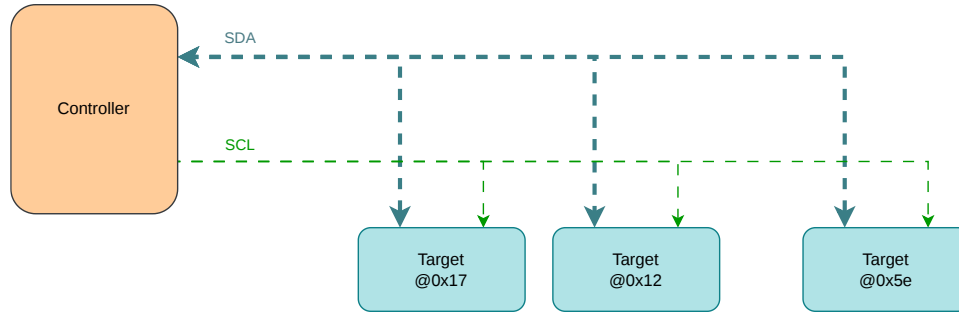 SDA
Controller
SCL
Target
@0x17
Target
@0x12
Target
@0x5e